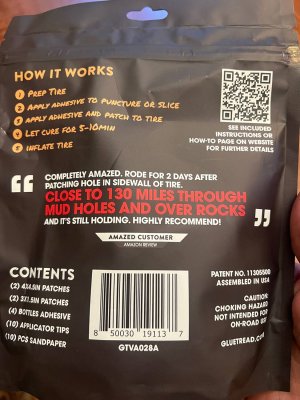 HOW IT WORKS
1 PREP TIRE
2 APPLY ADHESIVE TO PUNCTURE OR SLICE
3 APPLY ADHESIVE AND PATCH TO TIRE
4 LET CURE FOR 5-10MIN
5 INFLATE TIRE
SEE INCLUDED
INSTRUCTIONS OR
HOW-TO PAGE ON WEBSITE
FOR FURTHER DETAILS
“ COMPLETELY AMAZED. RODE FOR 2 DAYS AFTER
PATCHING HOLE IN SIDEWALL OF TIRE.
CLOSE TO 130 MILES THROUGH
MUD HOLES AND OVER ROCKS
AND IT'S STILL HOLDING. HIGHLY RECOMMEND! ”
AMAZED CUSTOMER
AMAZON REVIEW
CONTENTS
(2) 4X4.5IN PATCHES
(2) 3X1.5IN PATCHES
(4) BOTTLES ADHESIVE
(10) APPLICATOR TIPS
(10) PCS SANDPAPER
8 50030 19113 7
GTVA028A
PATENT NO. 11305500
ASSEMBLED IN USA
CAUTION:
CHOKING HAZARD
NOT INTENDED FOR
ON-ROAD USE